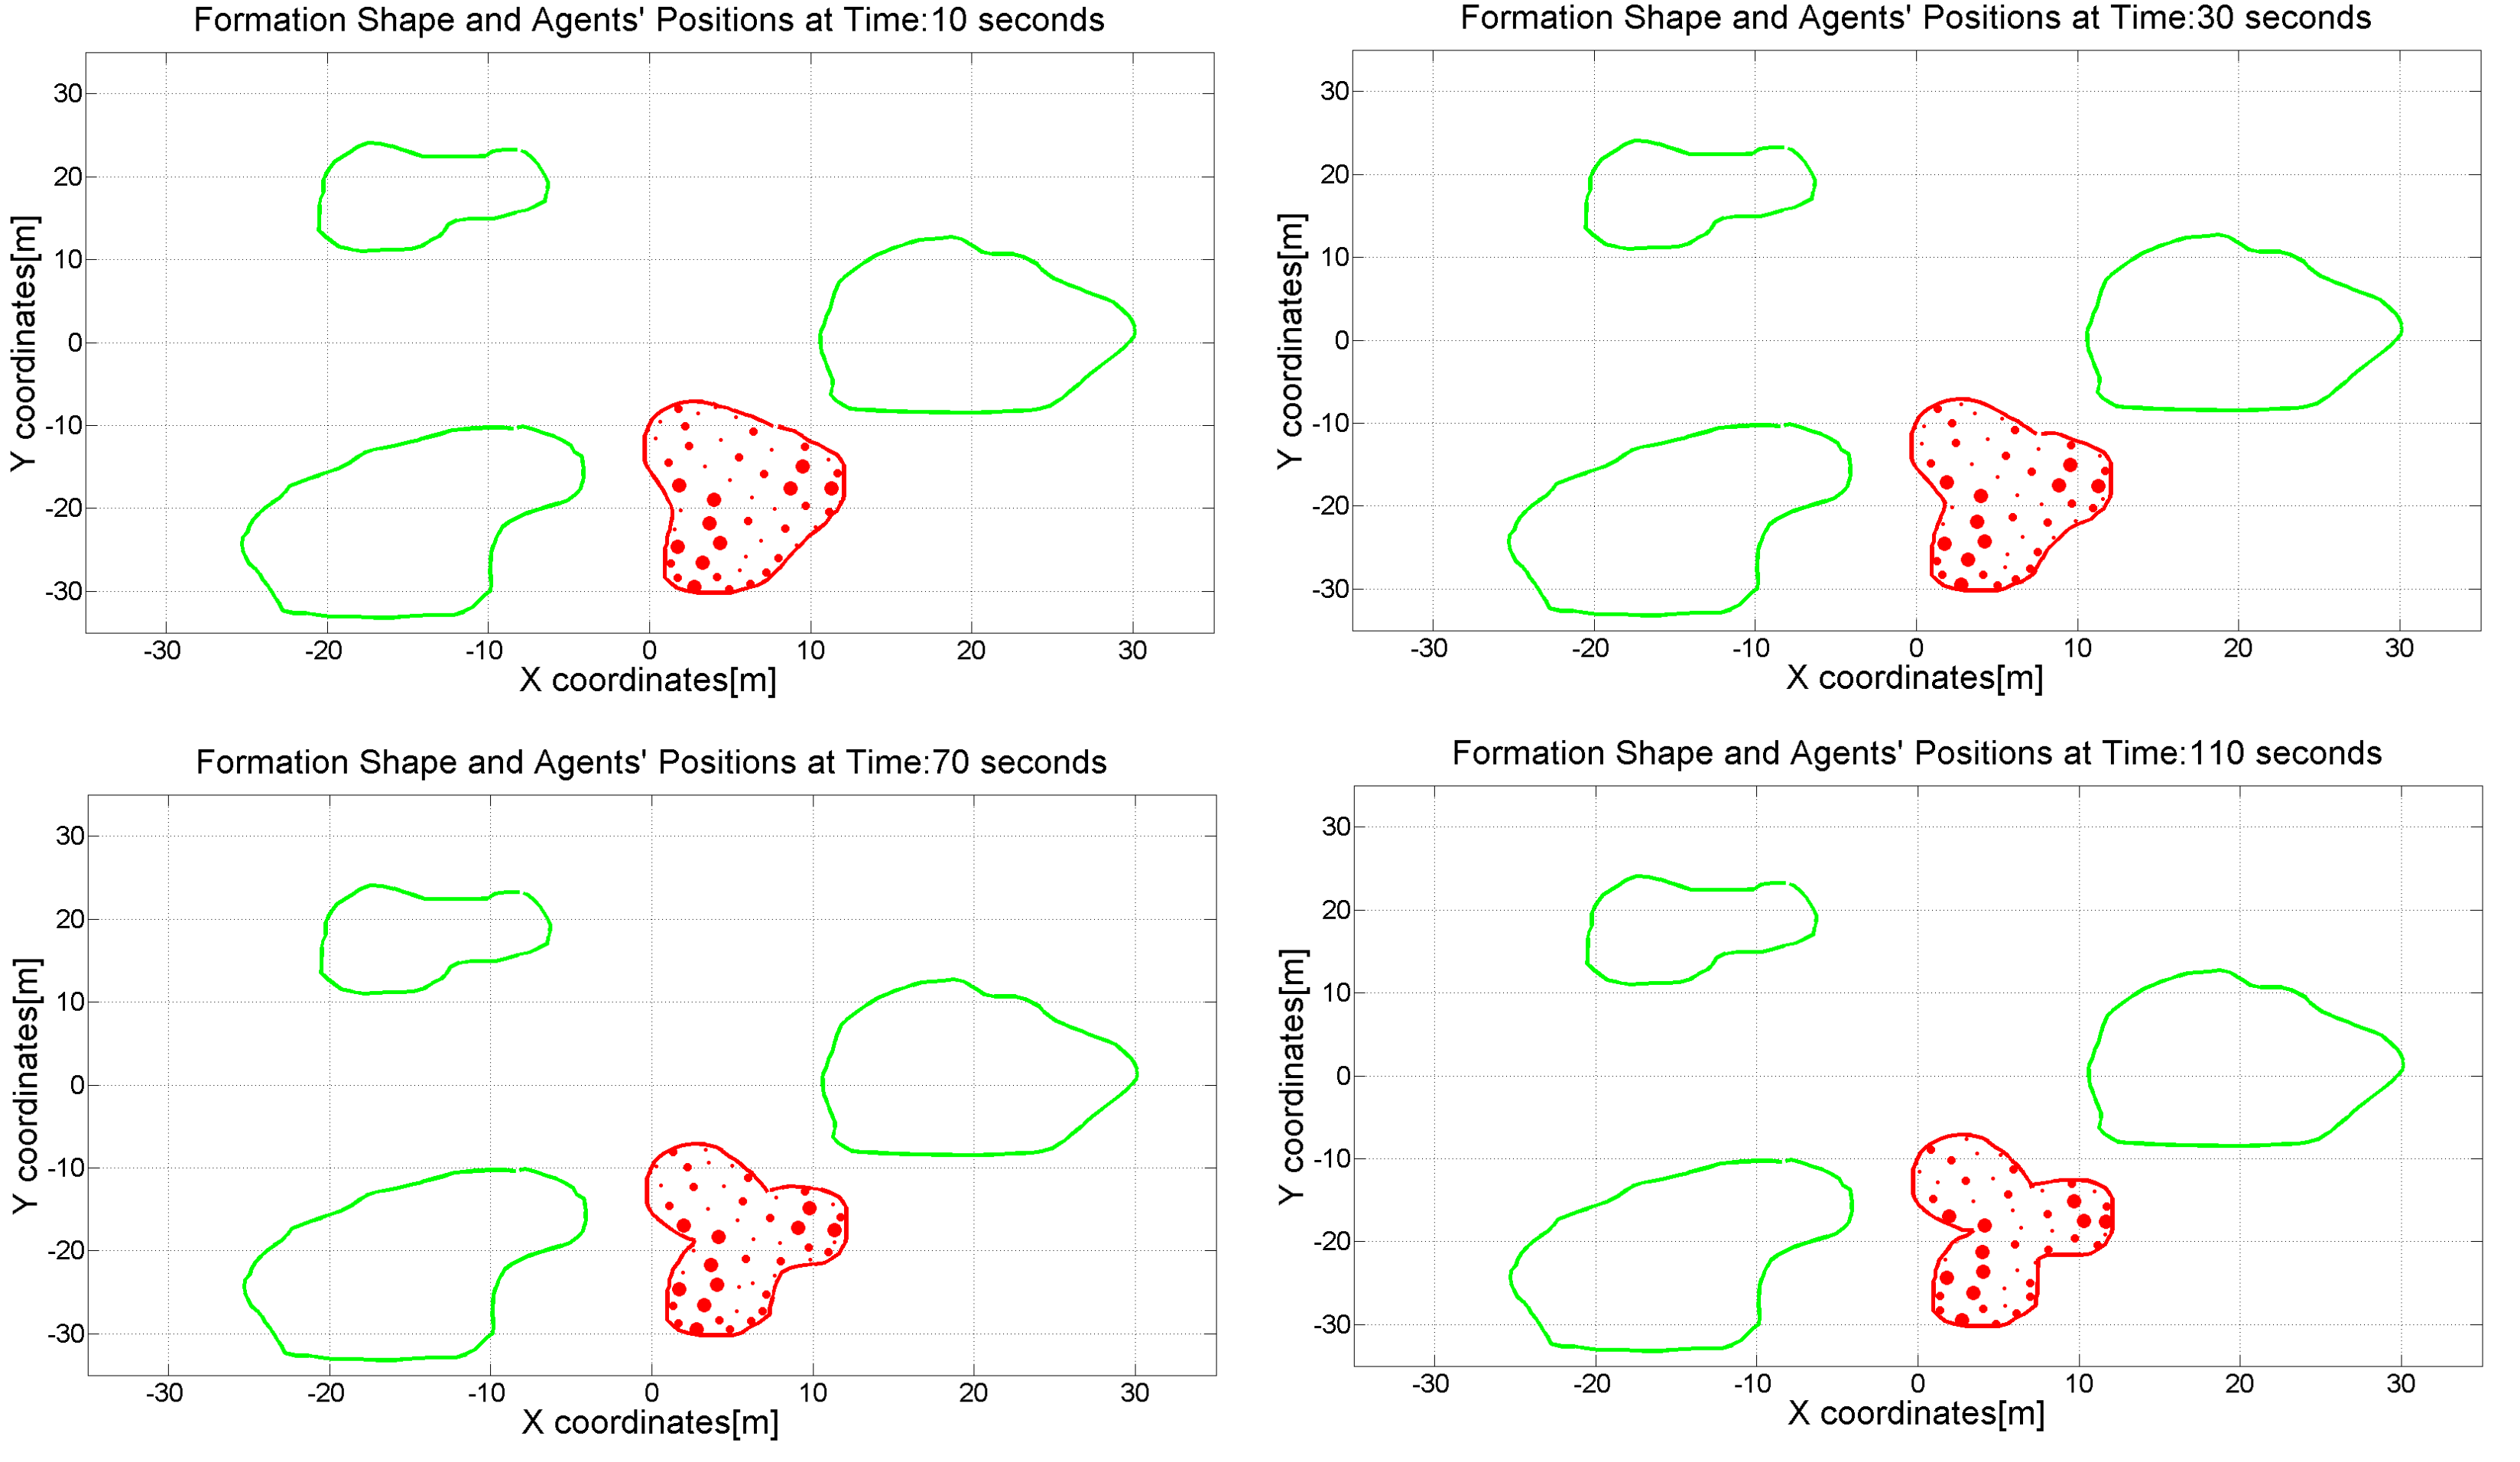 Formation Shape and Agents' Positions at Time:10 seconds
Y coordinates[m]
30
20
10
0
-10
-20
-30
-30 -20 -10 0 10 20 30
X coordinates[m]
Formation Shape and Agents' Positions at Time:30 seconds
Y coordinates[m]
30
20
10
0
-10
-20
-30
-30 -20 -10 0 10 20 30
X coordinates[m]
Formation Shape and Agents' Positions at Time:70 seconds
Y coordinates[m]
30
20
10
0
-10
-20
-30
-30 -20 -10 0 10 20 30
X coordinates[m]
Formation Shape and Agents' Positions at Time:110 seconds
Y coordinates[m]
30
20
10
0
-10
-20
-30
-30 -20 -10 0 10 20 30
X coordinates[m]